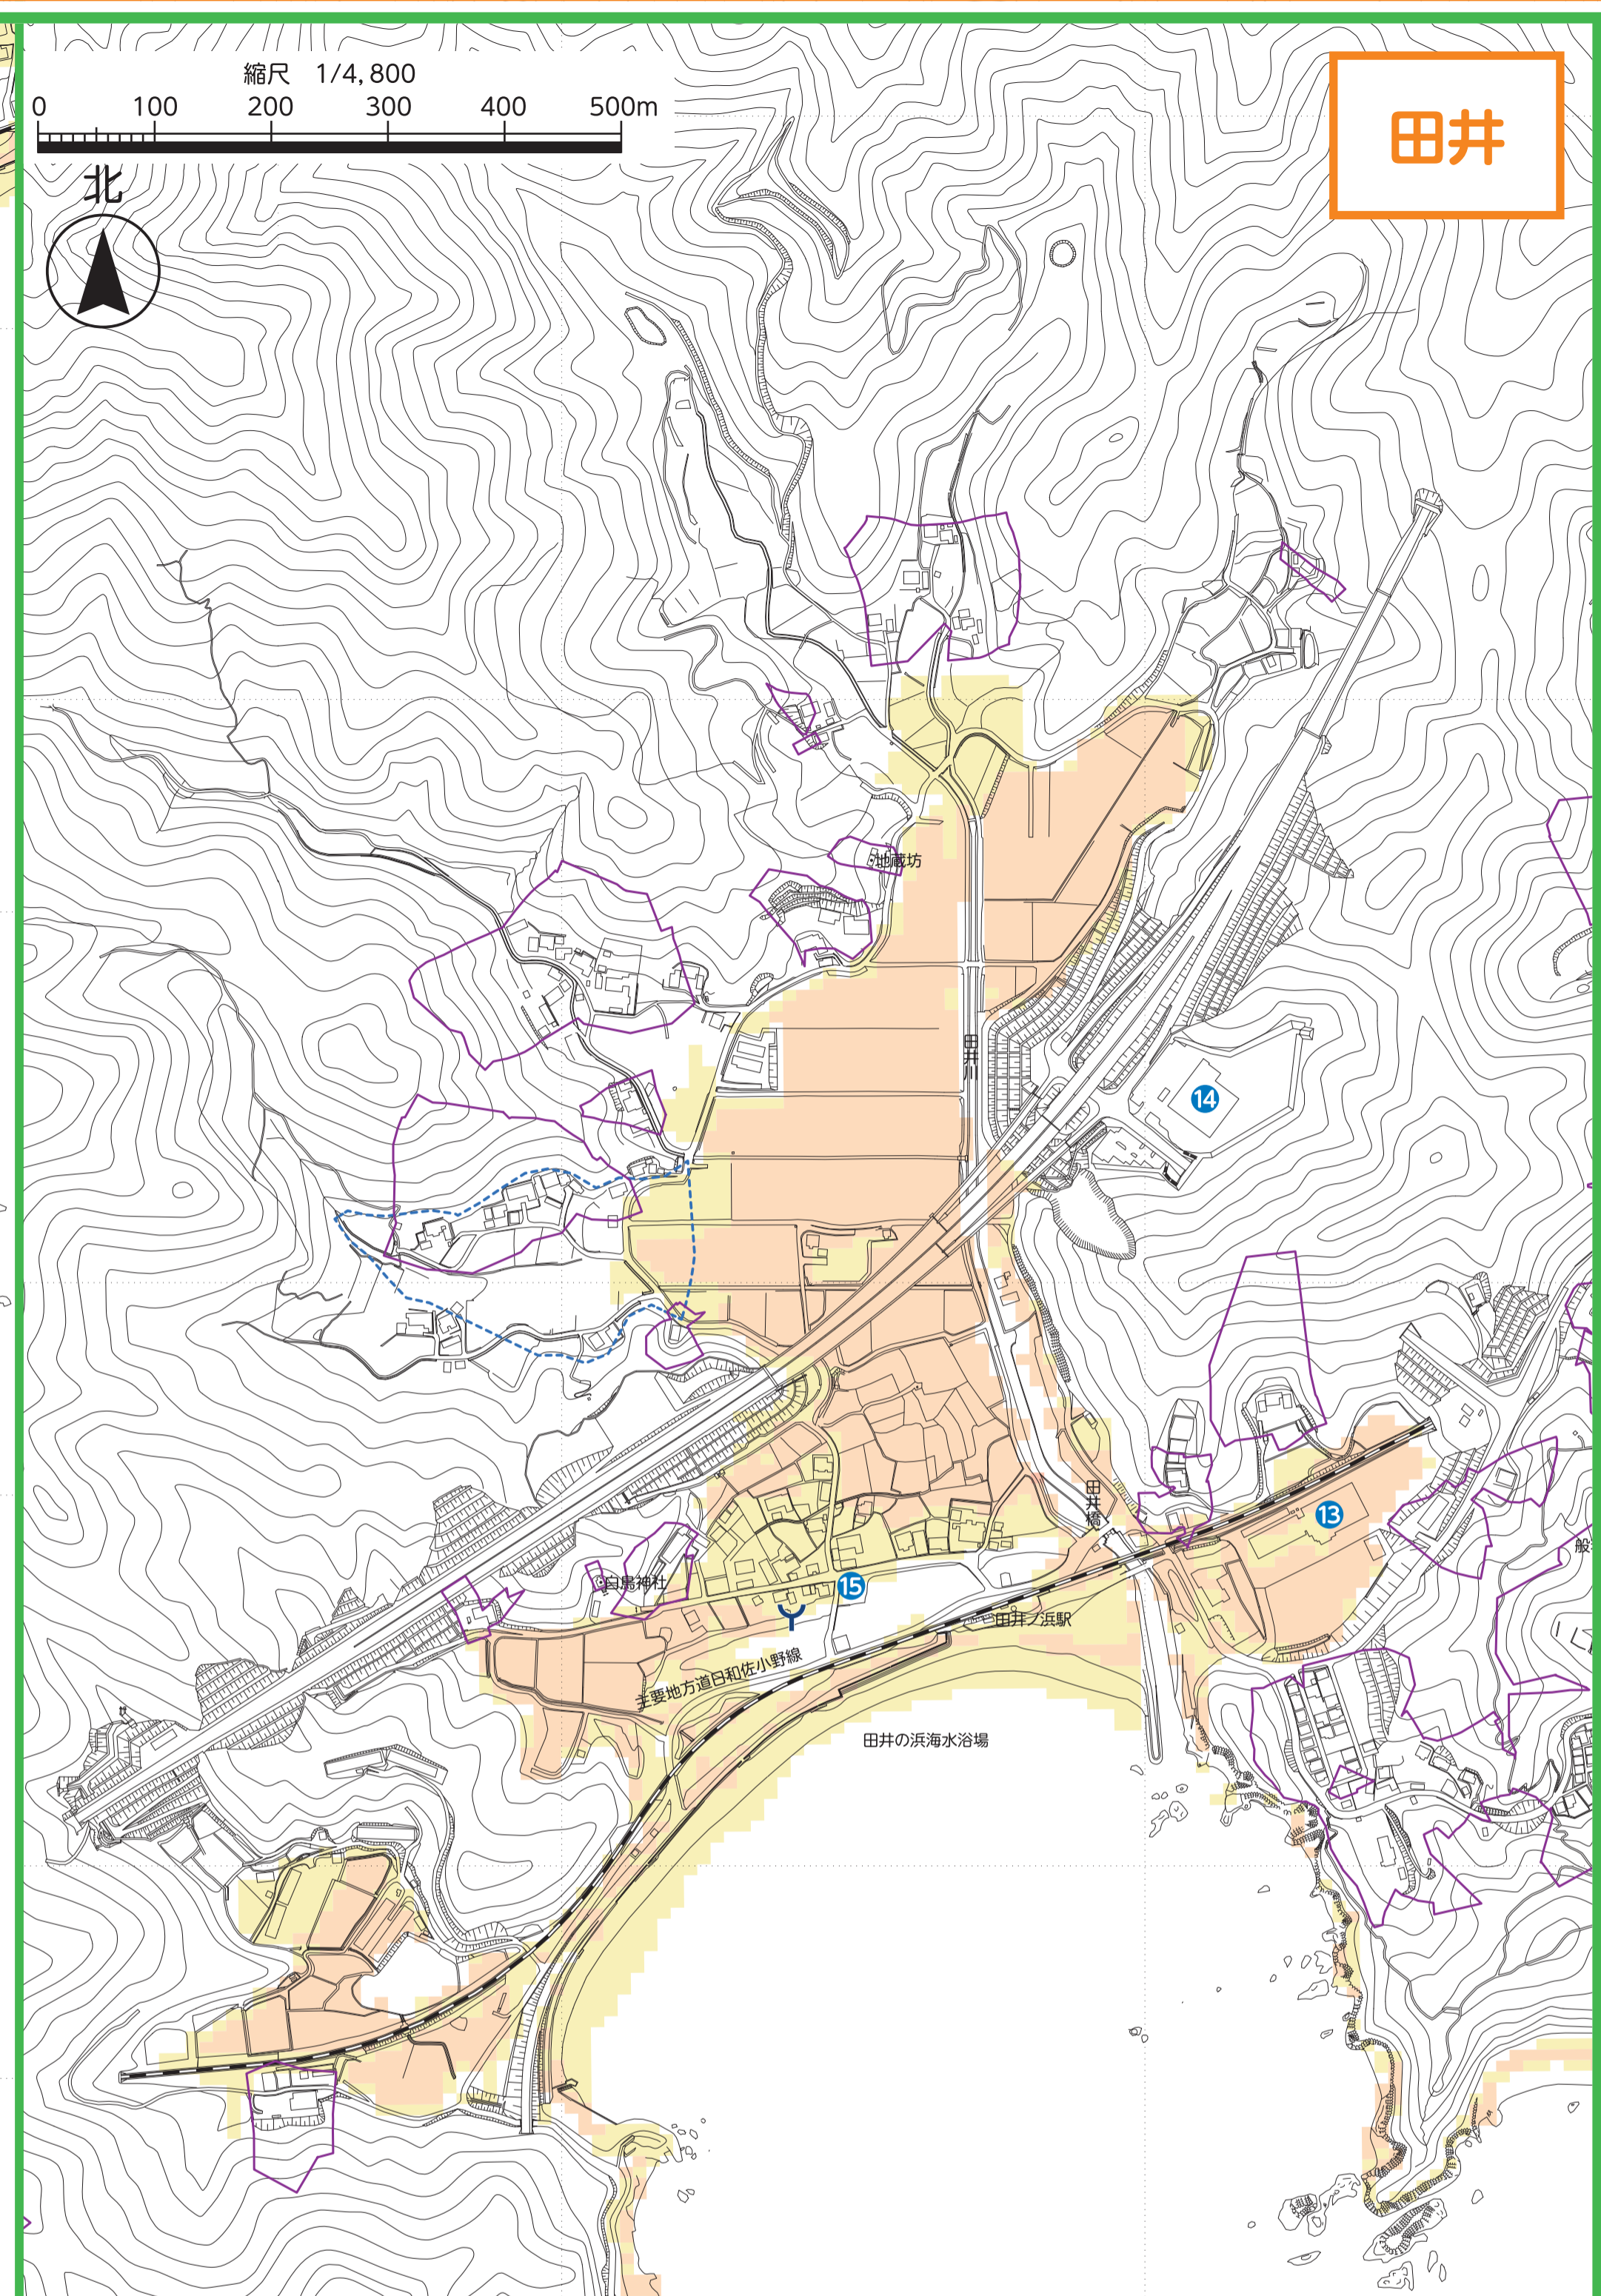 縮尺 1/4,800
0 100 200 300 400 500m
北
田井
地蔵坊
田井川
14
田井橋
13
白鳥神社
15
田井ノ浜駅
主要地方道日和佐小野線
田井の浜海水浴場
般